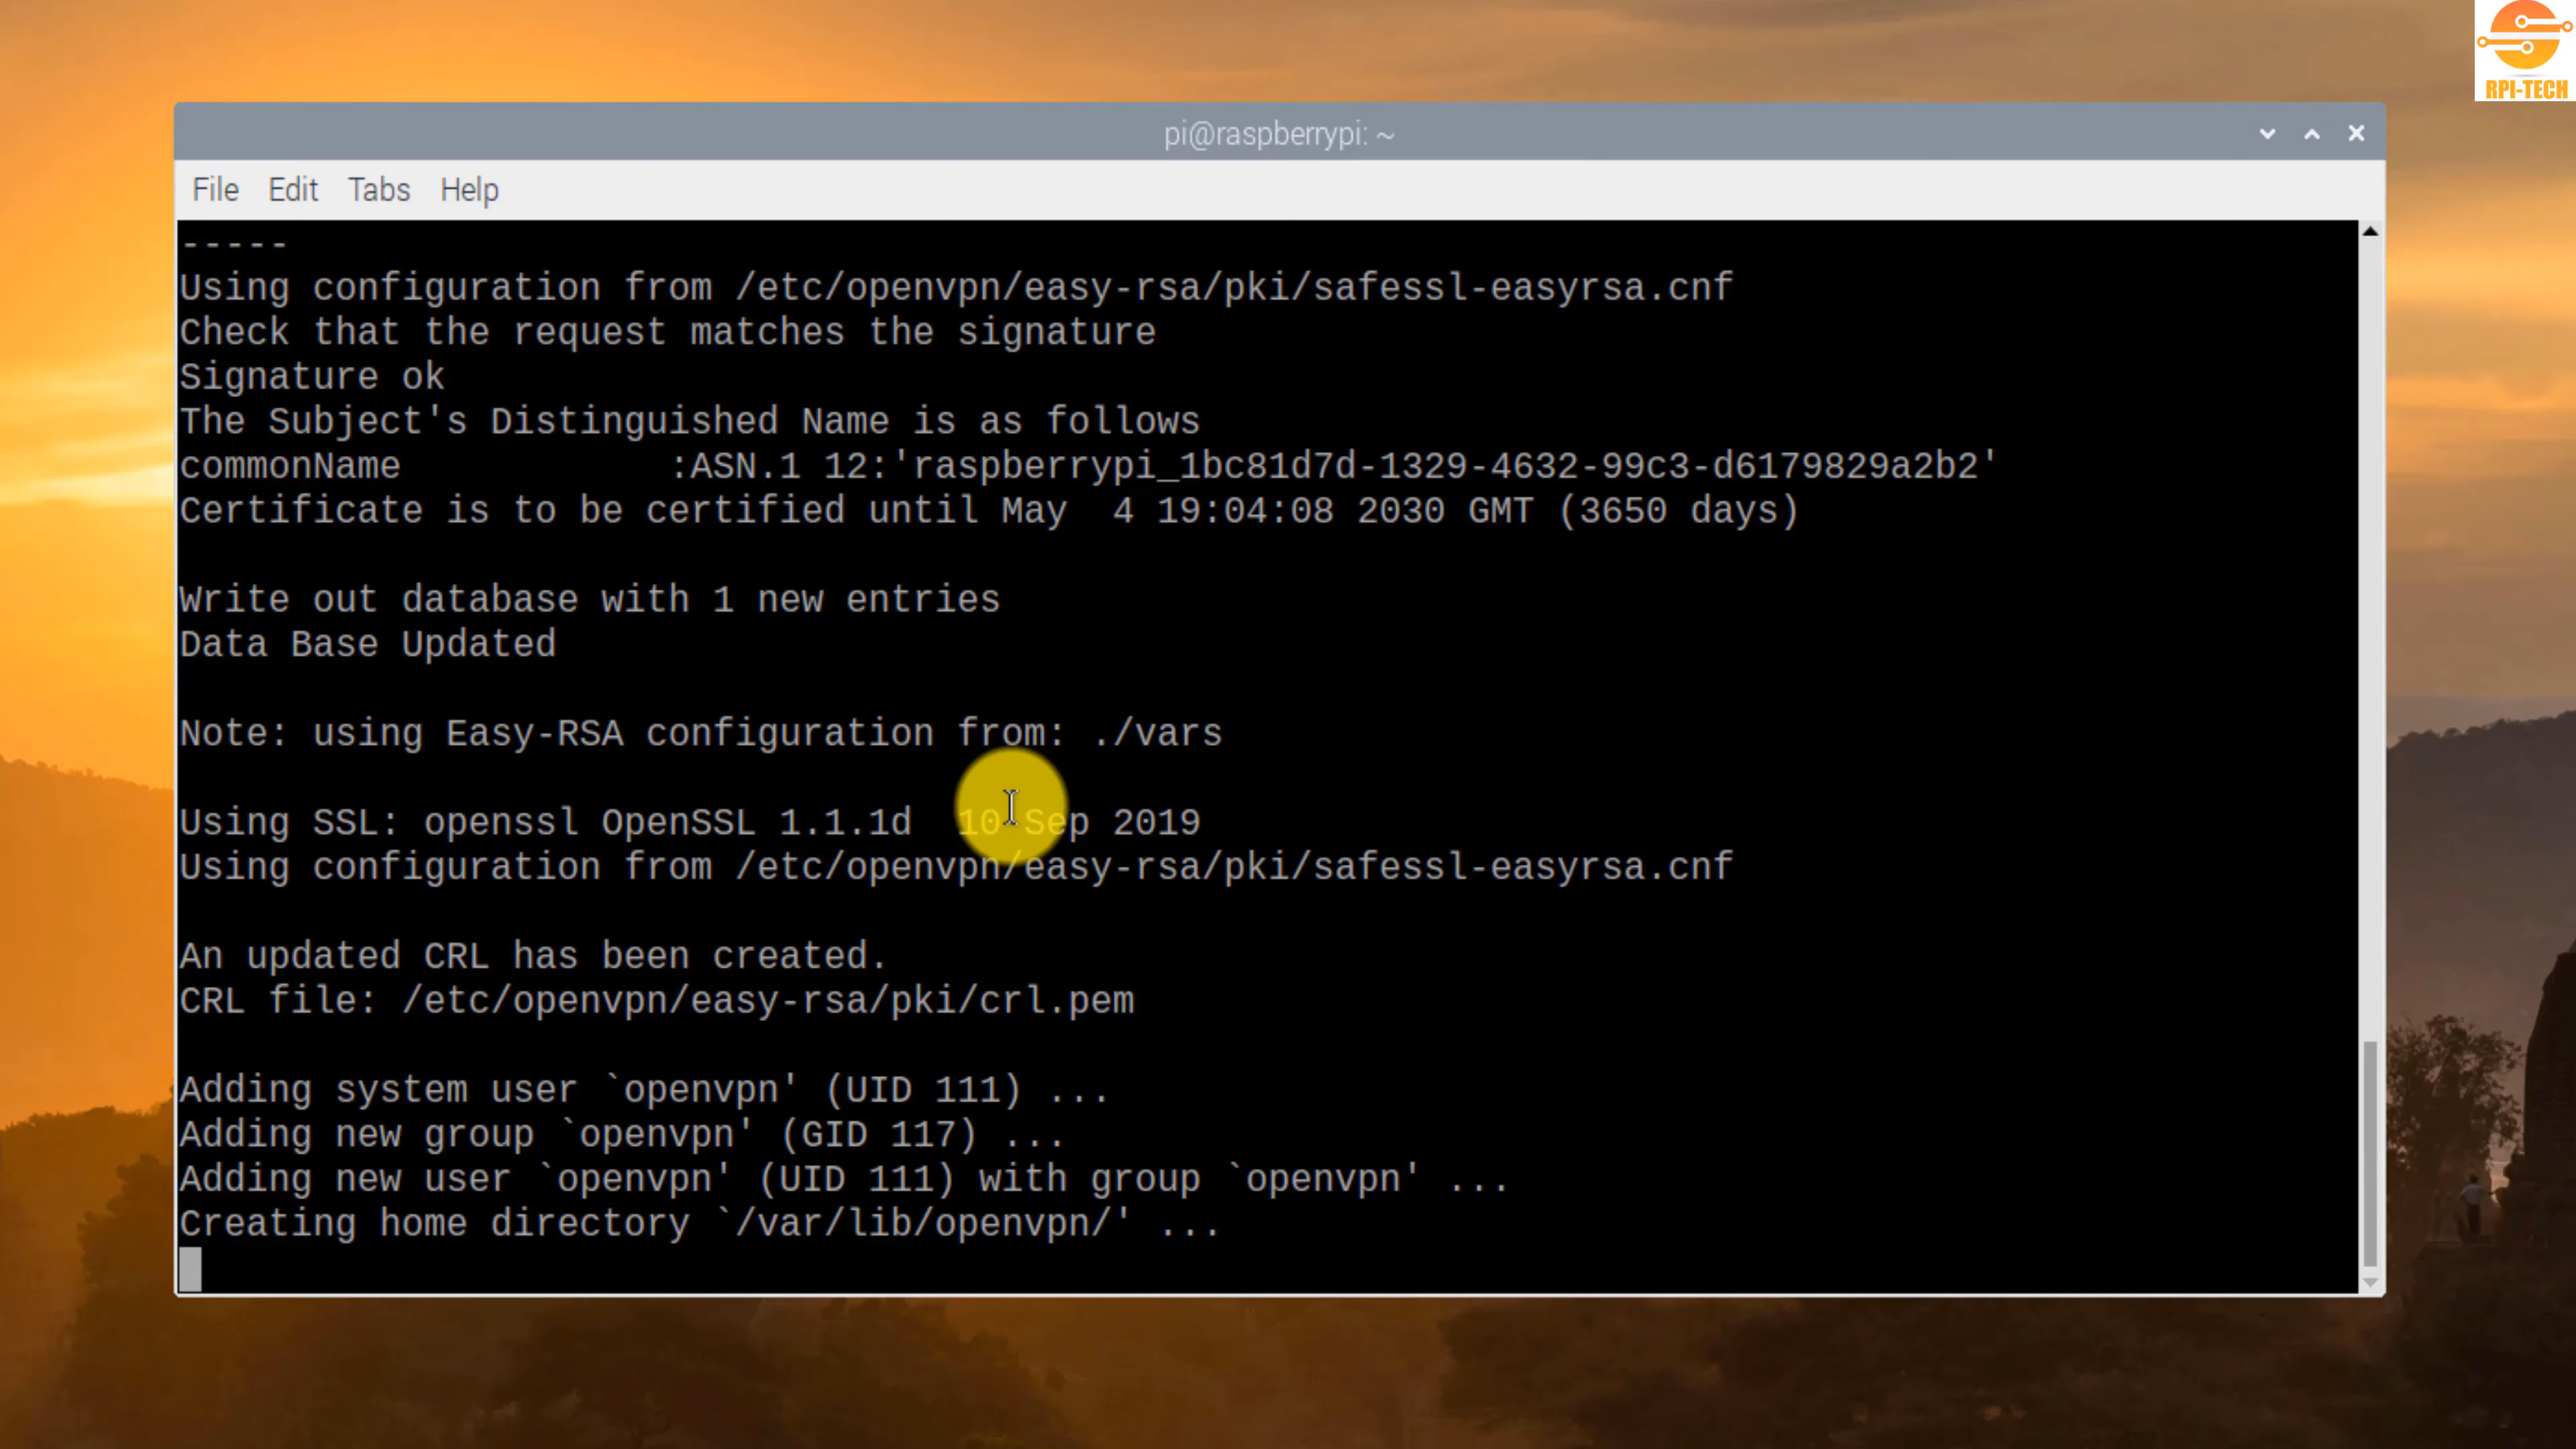 RPI-TECH
pi@raspberrypi: ~
File Edit Tabs Help
-----
Using configuration from /etc/openvpn/easy-rsa/pki/safessl-easyrsa.cnf
Check that the request matches the signature
Signature ok
The Subject's Distinguished Name is as follows
commonName            :ASN.1 12:'raspberrypi_1bc81d7d-1329-4632-99c3-d6179829a2b2'
Certificate is to be certified until May  4 19:04:08 2030 GMT (3650 days)
Write out database with 1 new entries
Data Base Updated
Note: using Easy-RSA configuration from: ./vars
Using SSL: openssl OpenSSL 1.1.1d  10 Sep 2019
Using configuration from /etc/openvpn/easy-rsa/pki/safessl-easyrsa.cnf
An updated CRL has been created.
CRL file: /etc/openvpn/easy-rsa/pki/crl.pem
Adding system user `openvpn' (UID 111) ...
Adding new group `openvpn' (GID 117) ...
Adding new user `openvpn' (UID 111) with group `openvpn' ...
Creating home directory `/var/lib/openvpn/' ...